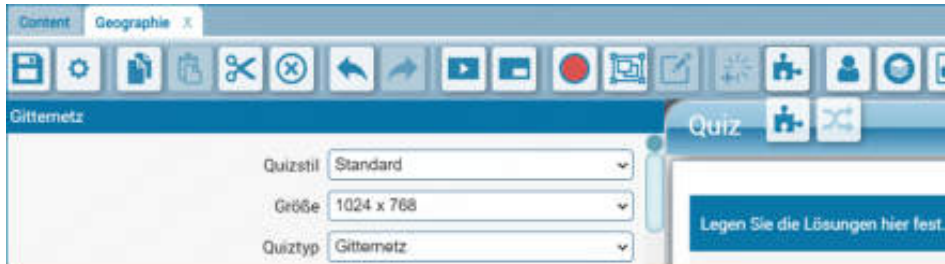 Content Geographie X
Gitternetz
Quiz
Quizstil Standard
Größe 1024 x 768
Quiztyp Gitternetz
Legen Sie die Lösungen hier fest.